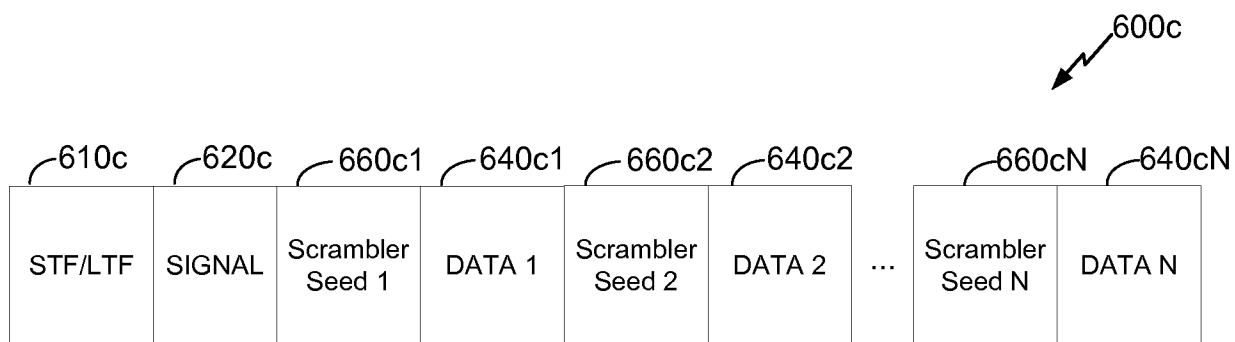 600c
610c
620c
660c1
640c1
660c2
640c2
660cN
640cN
STF/LTF
SIGNAL
Scrambler
Seed 1
DATA 1
Scrambler
Seed 2
DATA 2
...
Scrambler
Seed N
DATA N